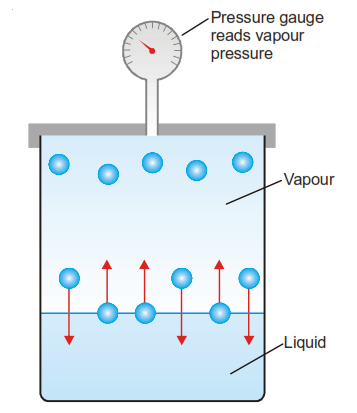 Pressure gauge
reads vapour
pressure
Vapour
Liquid